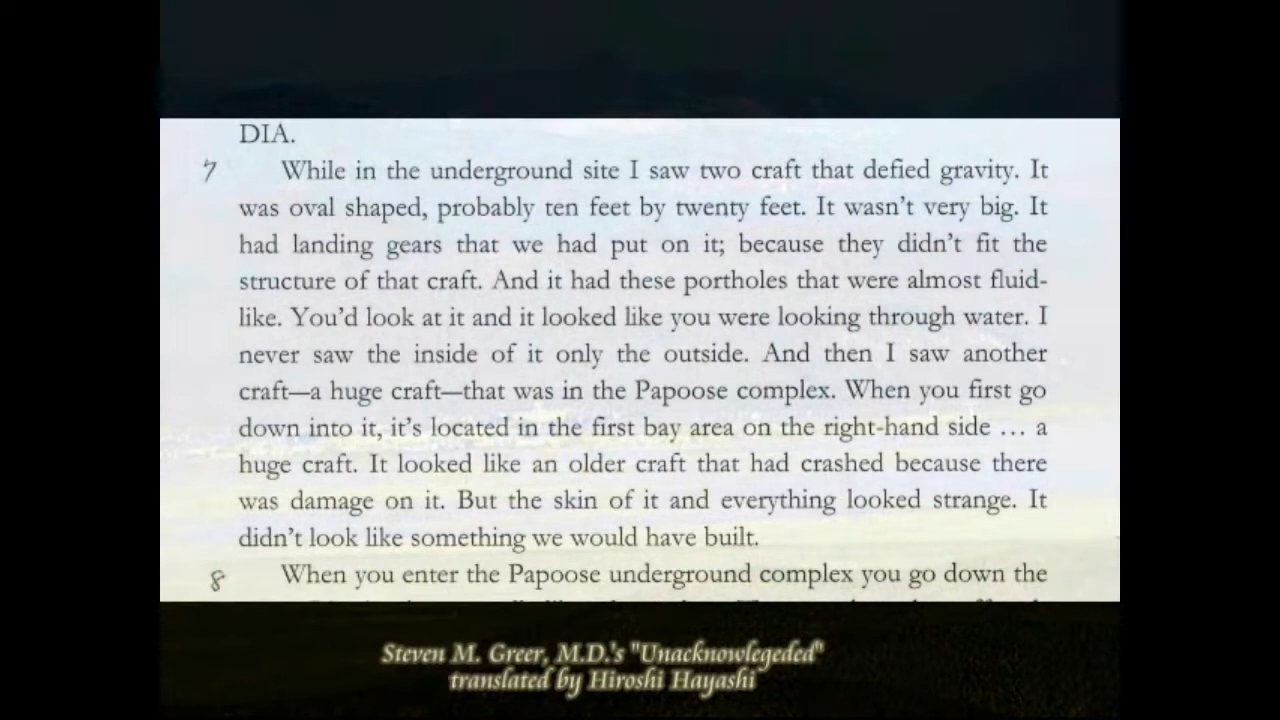 DIA.
7 While in the underground site I saw two craft that defied gravity. It
was oval shaped, probably ten feet by twenty feet. It wasn't very big. It
had landing gears that we had put on it; because they didn't fit the
structure of that craft. And it had these portholes that were almost fluid-
like. You'd look at it and it looked like you were looking through water. I
never saw the inside of it only the outside. And then I saw another
craft—a huge craft—that was in the Papoose complex. When you first go
down into it, it's located in the first bay area on the right-hand side … a
huge craft. It looked like an older craft that had crashed because there
was damage on it. But the skin of it and everything looked strange. It
didn't look like something we would have built.
8 When you enter the Papoose underground complex you go down the
Steven M. Greer, M.D.'s "Unacknowlegeded"
translated by Hiroshi Hayashi